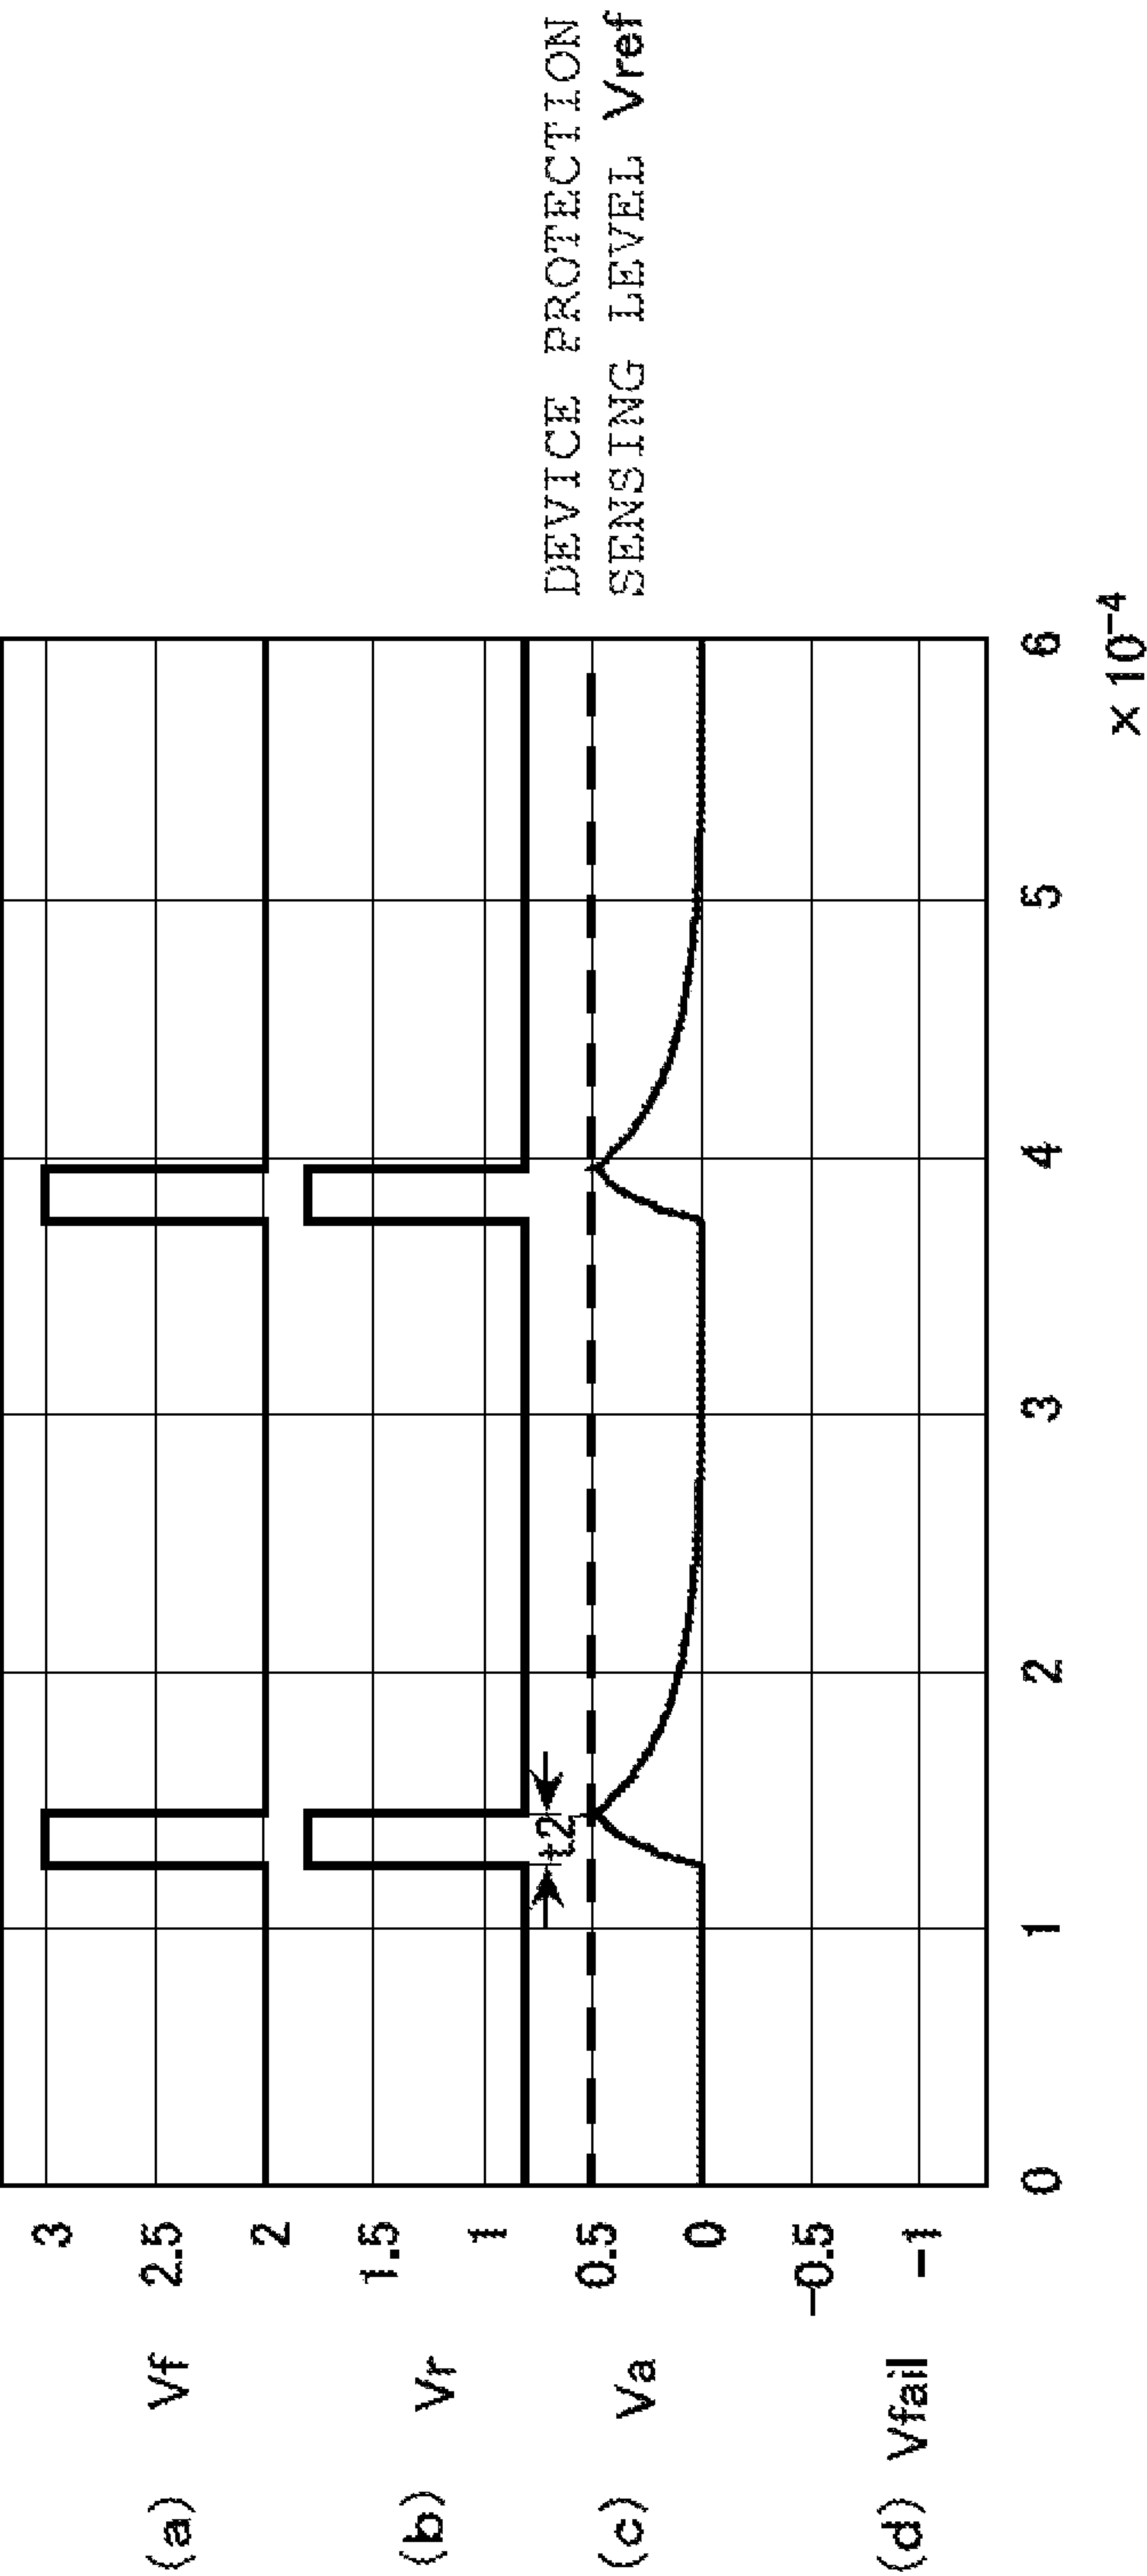 3
(a) Vf 2.5
2
(b) Vr 1.5
1
t2
DEVICE PROTECTION
SENSING LEVEL Vref
(c) Va 0.5
0
-0.5
(d) Vfail -1
0 1 2 3 4 5 6
× 10-4